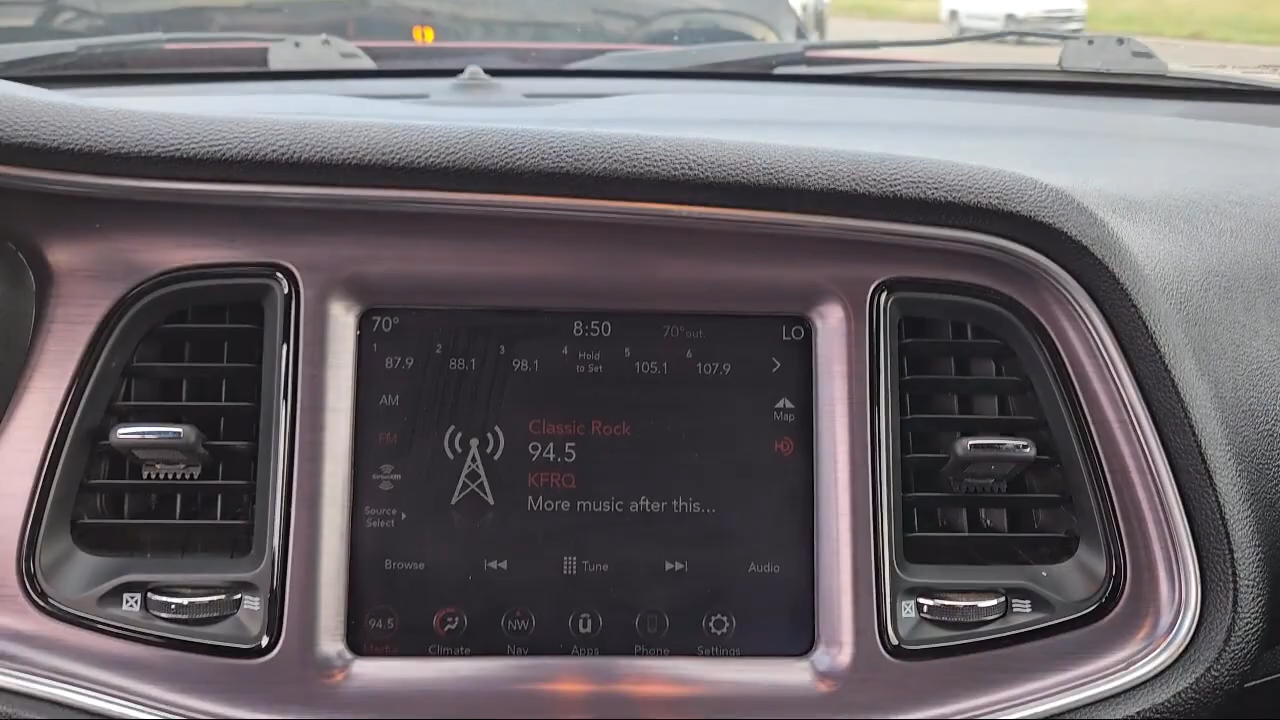 70° 8:50 70° out. LO
1 87.9 2 88.1 3 98.1 4 Hold to Set 5 105.1 6 107.9
AM
Map
Classic Rock
FM
HD
94.5
SiriusXM
KFRQ
More music after this...
Source
Select
Browse Tune Audio
94.5 NW
Media Climate Nav Apps Phone Settings